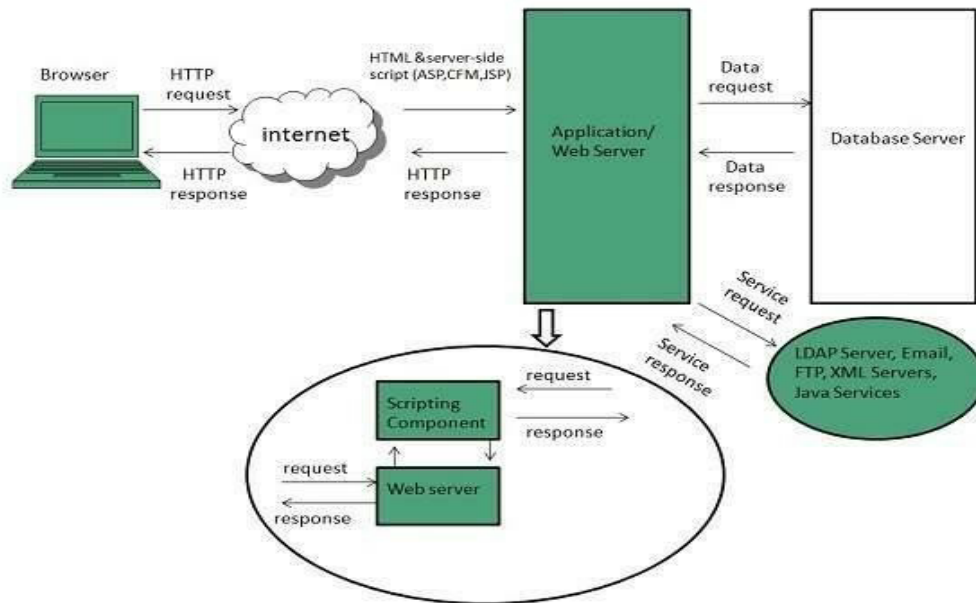 Browser
HTTP
request
HTTP
response
internet
HTML &server-side
script (ASP,CFM,JSP)
HTTP
response
Application/
Web Server
Data
request
Data
response
Database Server
Service
request
Service
response
LDAP Server, Email,
FTP, XML Servers,
Java Services
request
Scripting
Component
response
request
Web server
response